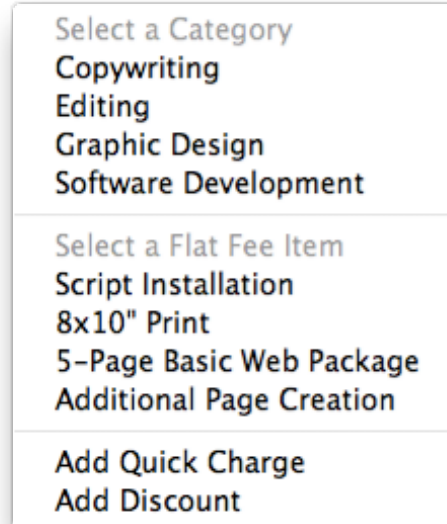 Select a Category
Copywriting
Editing
Graphic Design
Software Development
Select a Flat Fee Item
Script Installation
8x10" Print
5-Page Basic Web Package
Additional Page Creation
Add Quick Charge
Add Discount